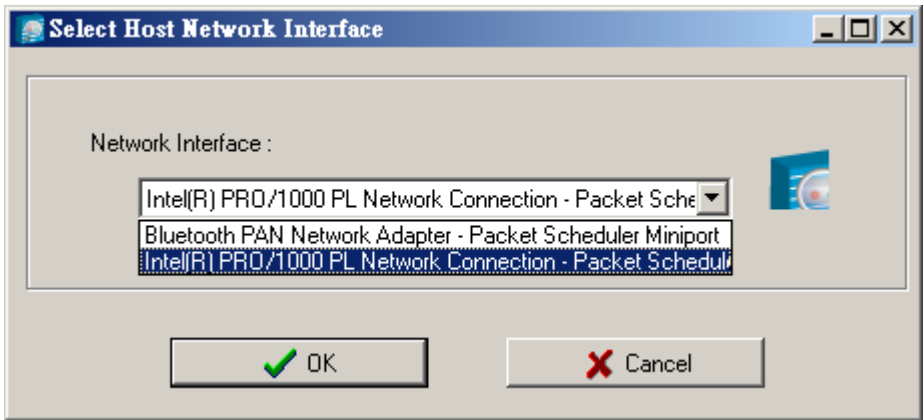 Select Host Network Interface
Network Interface :
Intel(R) PRO/1000 PL Network Connection - Packet Sche
Bluetooth PAN Network Adapter - Packet Scheduler Miniport
Intel(R) PRO/1000 PL Network Connection - Packet Schedul
OK
Cancel